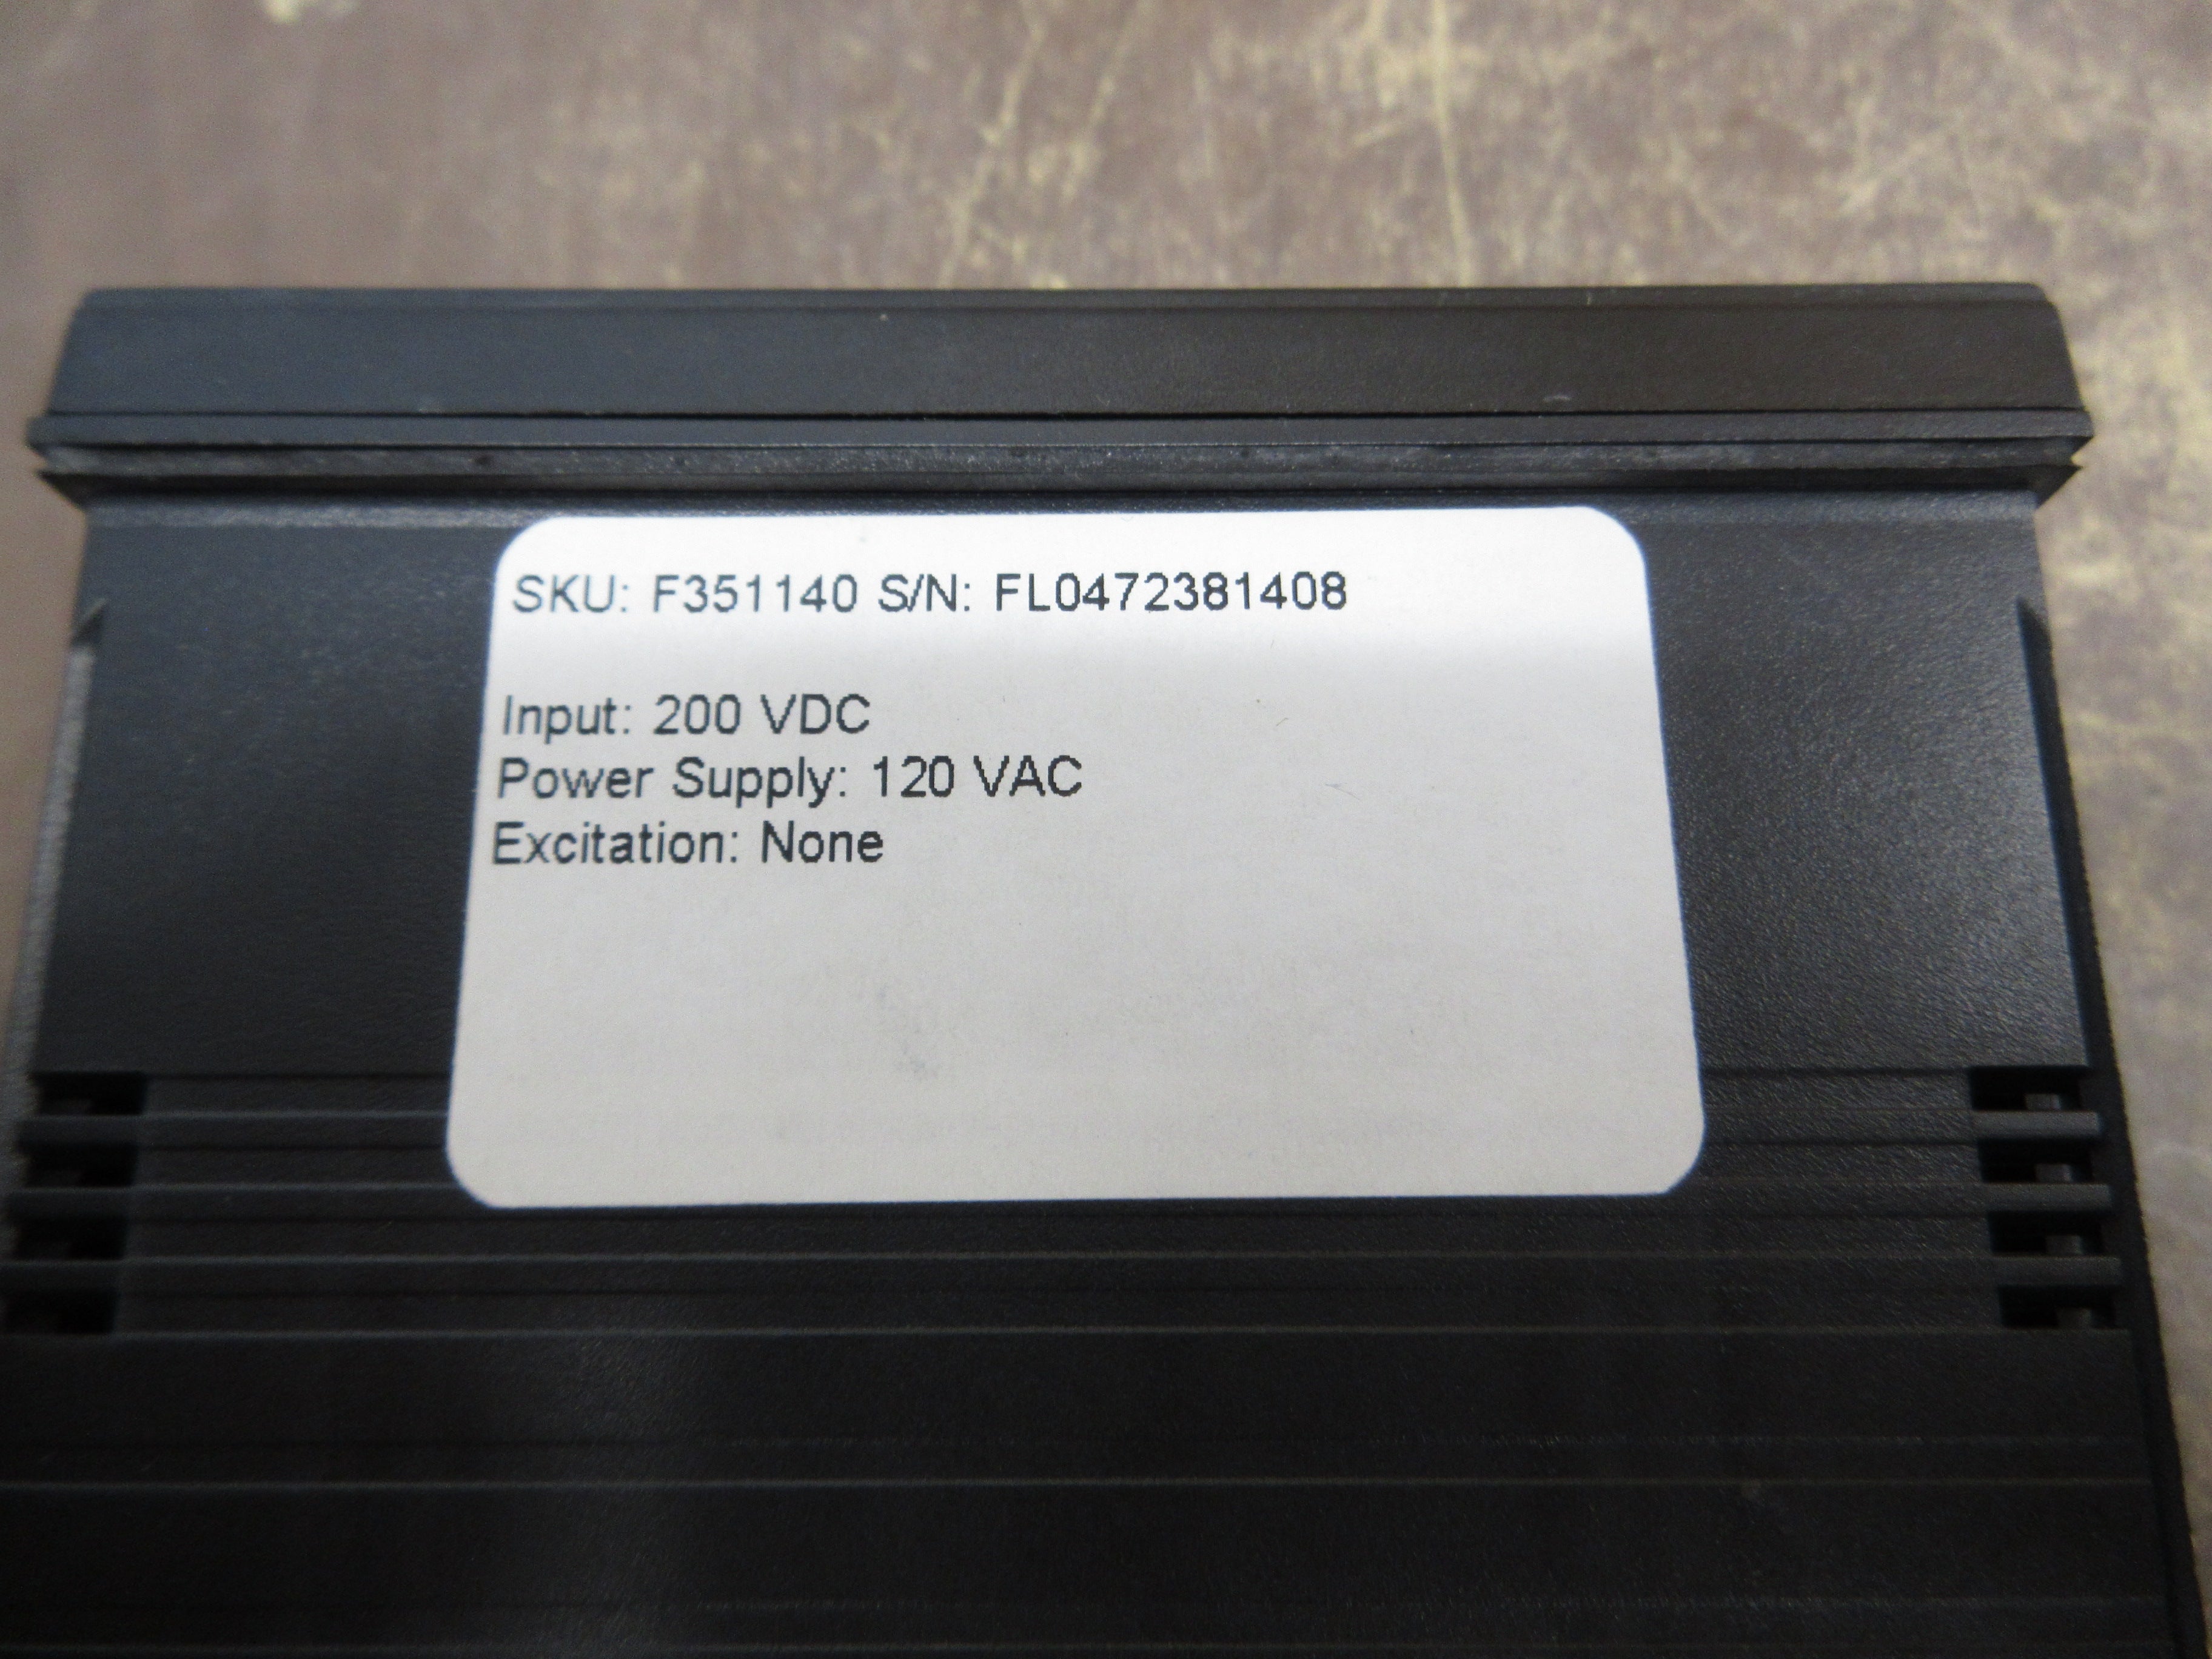 SKU: F351140 S/N: FL0472381408
Input: 200 VDC
Power Supply: 120 VAC
Excitation: None